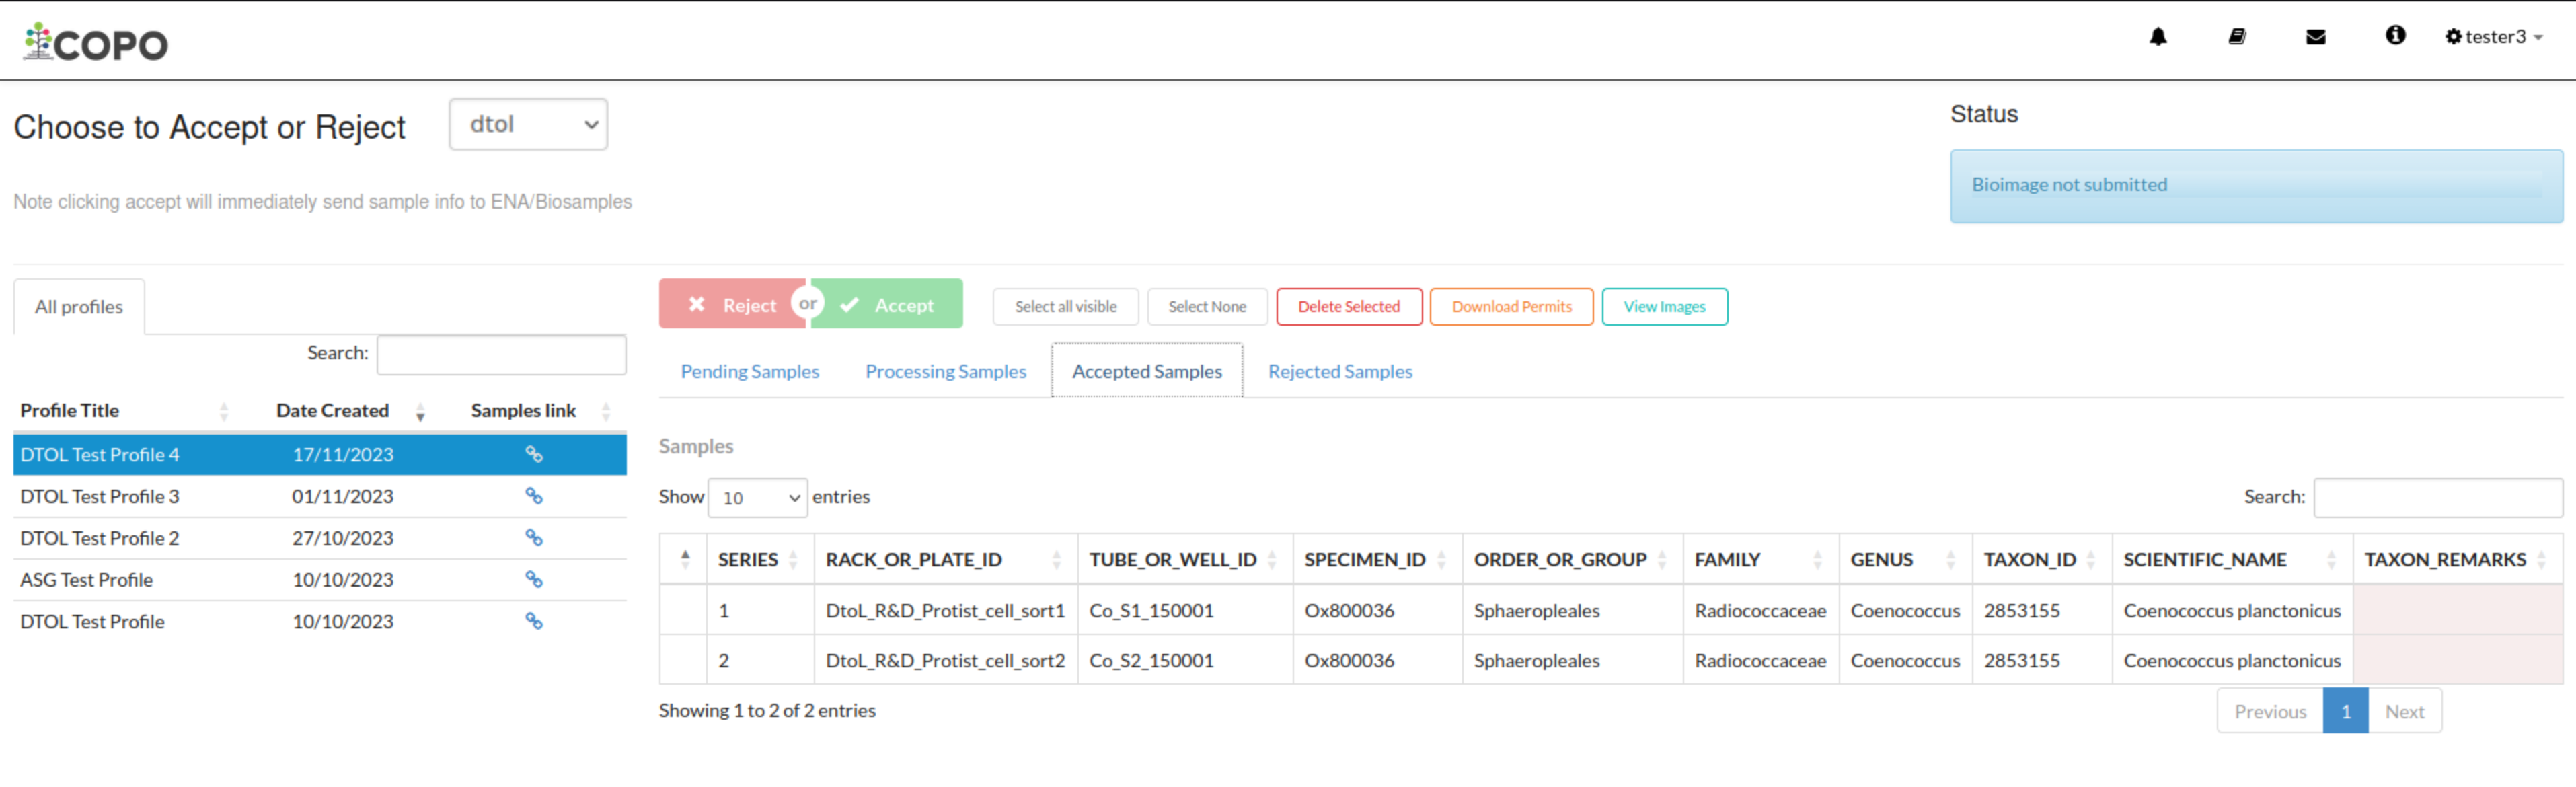 COPO
tester3
Choose to Accept or Reject dtol
Status
Bioimage not submitted
Note clicking accept will immediately send sample info to ENA/Biosamples
All profiles
Search:
Profile Title Date Created Samples link
DTOL Test Profile 4 17/11/2023
DTOL Test Profile 3 01/11/2023
DTOL Test Profile 2 27/10/2023
ASG Test Profile 10/10/2023
DTOL Test Profile 10/10/2023
Reject or Accept Select all visible Select None Delete Selected Download Permits View Images
Pending Samples Processing Samples Accepted Samples Rejected Samples
Samples
Show 10 entries Search:
SERIES RACK_OR_PLATE_ID TUBE_OR_WELL_ID SPECIMEN_ID ORDER_OR_GROUP FAMILY GENUS TAXON_ID SCIENTIFIC_NAME TAXON_REMARKS
1 DtoL_R&D_Protist_cell_sort1 Co_S1_150001 Ox800036 Sphaeropleales Radiococcaceae Coenococcus 2853155 Coenococcus planctonicus
2 DtoL_R&D_Protist_cell_sort2 Co_S2_150001 Ox800036 Sphaeropleales Radiococcaceae Coenococcus 2853155 Coenococcus planctonicus
Showing 1 to 2 of 2 entries
Previous 1 Next